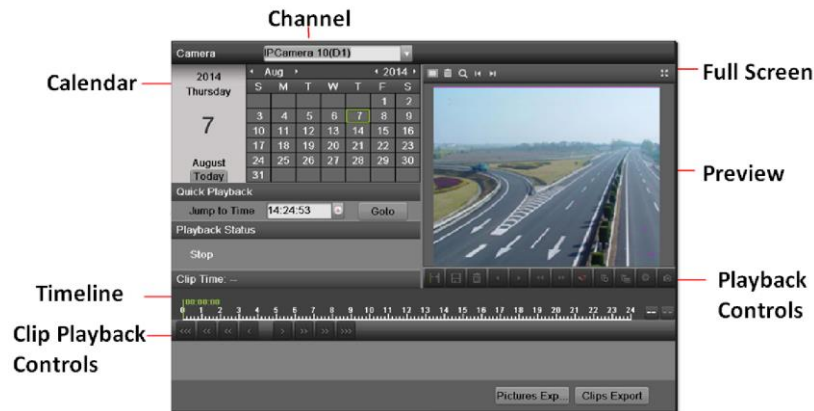 Channel
Camera IPCamera 10(D1)
Calendar
Full Screen
2014
Thursday
7
August
Today
Aug 2014
S M T W T F S
1 2
3 4 5 6 7 8 9
10 11 12 13 14 15 16
17 18 19 20 21 22 23
24 25 26 27 28 29 30
31
Preview
Quick Playback
Jump to Time 14:24:53 Goto
Playback Status
Stop
Clip Time: --
Playback
Controls
Timeline
00:00:00
0 1 2 3 4 5 6 7 8 9 10 11 12 13 14 15 16 17 18 19 20 21 22 23 24 -- --
Clip Playback
Controls
Pictures Exp... Clips Export